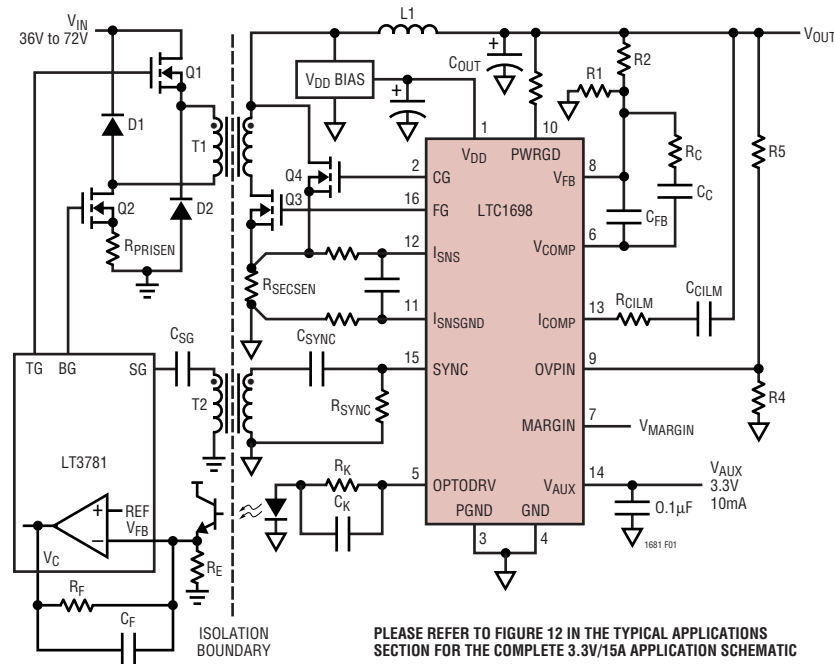 VIN
36V to 72V
Q1
D1
T1
Q2
D2
RPRISEN
L1
VOUT
VDD BIAS
+
COUT
+
R1
R2
1
10
VDD
PWRGD
Q4
2
CG
VFB
8
RC
R5
Q3
16
FG
LTC1698
CC
CFB
12
ISNS
VCOMP
6
RSECSEN
RCILM
CCILM
11
ISNSGND
ICOMP
13
CSG
CSYNC
TG
BG
SG
15
SYNC
OVPIN
9
T2
RSYNC
R4
MARGIN
7
VMARGIN
LT3781
RK
5
OPTODRV
VAUX
14
VAUX
3.3V
10mA
CK
PGND
GND
0.1µF
+
REF
VFB
–
VC
RE
3
4
1681 F01
RF
CF
ISOLATION
BOUNDARY
PLEASE REFER TO FIGURE 12 IN THE TYPICAL APPLICATIONS
SECTION FOR THE COMPLETE 3.3V/15A APPLICATION SCHEMATIC